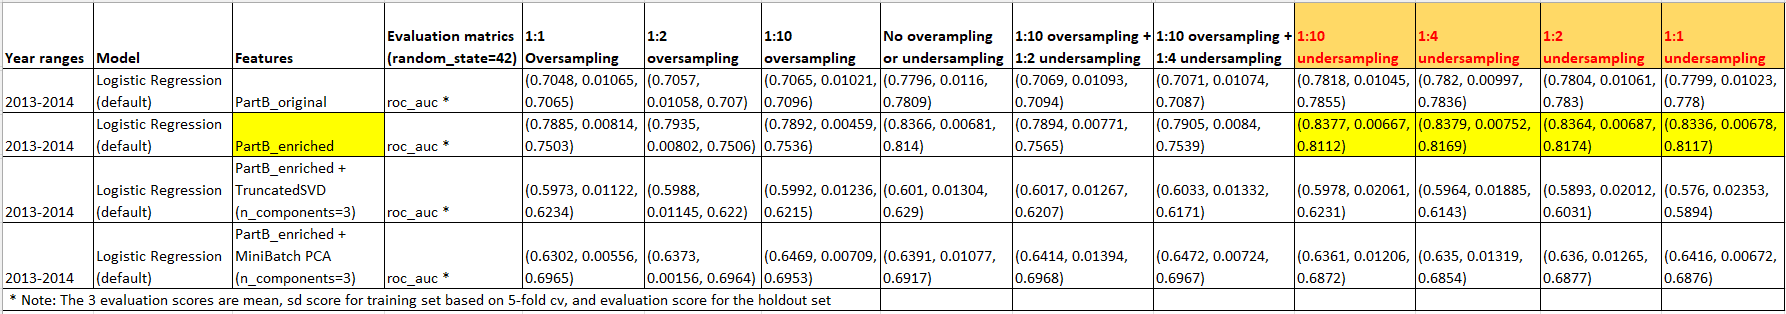 Year ranges | Model | Features | Evaluation matrics (random_state=42) | 1:1 Oversampling | 1:2 oversampling | 1:10 oversampling | No overampling or undersampling | 1:10 oversampling + 1:2 undersampling | 1:10 oversampling + 1:4 undersampling | 1:10 undersampling | 1:4 undersampling | 1:2 undersampling | 1:1 undersampling
2013-2014 | Logistic Regression (default) | PartB_original | roc_auc * | (0.7048, 0.01065, 0.7065) | (0.7057, 0.01058, 0.707) | (0.7065, 0.01021, 0.7096) | (0.7796, 0.0116, 0.7809) | (0.7069, 0.01093, 0.7094) | (0.7071, 0.01074, 0.7087) | (0.7818, 0.01045, 0.7855) | (0.782, 0.00997, 0.7836) | (0.7804, 0.01061, 0.783) | (0.7799, 0.01023, 0.778)
2013-2014 | Logistic Regression (default) | PartB_enriched | roc_auc * | (0.7885, 0.00814, 0.7503) | (0.7935, 0.00802, 0.7506) | (0.7892, 0.00459, 0.7536) | (0.8366, 0.00681, 0.814) | (0.7894, 0.00771, 0.7565) | (0.7905, 0.0084, 0.7539) | (0.8377, 0.00667, 0.8112) | (0.8379, 0.00752, 0.8169) | (0.8364, 0.00687, 0.8174) | (0.8336, 0.00678, 0.8117)
2013-2014 | Logistic Regression (default) | PartB_enriched + TruncatedSVD (n_components=3) | roc_auc * | (0.5973, 0.01122, 0.6234) | (0.5988, 0.01145, 0.622) | (0.5992, 0.01236, 0.6215) | (0.601, 0.01304, 0.629) | (0.6017, 0.01267, 0.6207) | (0.6033, 0.01332, 0.6171) | (0.5978, 0.02061, 0.6231) | (0.5964, 0.01885, 0.6143) | (0.5893, 0.02012, 0.6031) | (0.576, 0.02353, 0.5894)
2013-2014 | Logistic Regression (default) | PartB_enriched + MiniBatch PCA (n_components=3) | roc_auc * | (0.6302, 0.00556, 0.6965) | (0.6373, 0.00156, 0.6964) | (0.6469, 0.00709, 0.6953) | (0.6391, 0.01077, 0.6917) | (0.6414, 0.01394, 0.6968) | (0.6472, 0.00724, 0.6967) | (0.6361, 0.01206, 0.6872) | (0.635, 0.01319, 0.6854) | (0.636, 0.01265, 0.6877) | (0.6416, 0.00672, 0.6876)
* Note: The 3 evaluation scores are mean, sd score for training set based on 5-fold cv, and evaluation score for the holdout set